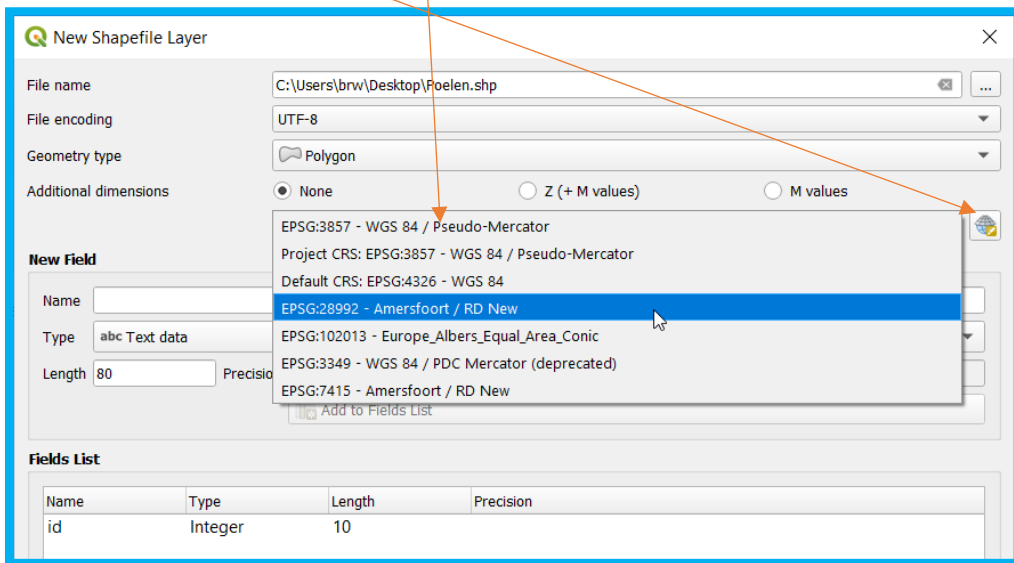 New Shapefile Layer
File name C:\Users\brw\Desktop\Poelen.shp ...
File encoding UTF-8
Geometry type Polygon
Additional dimensions None Z (+ M values) M values
EPSG:3857 - WGS 84 / Pseudo-Mercator
Project CRS: EPSG:3857 - WGS 84 / Pseudo-Mercator
New Field
Default CRS: EPSG:4326 - WGS 84
Name EPSG:28992 - Amersfoort / RD New
Type abc Text data EPSG:102013 - Europe_Albers_Equal_Area_Conic
EPSG:3349 - WGS 84 / PDC Mercator (deprecated)
Length 80 Precisio
EPSG:7415 - Amersfoort / RD New
Add to Fields List
Fields List
Name Type Length Precision
id Integer 10